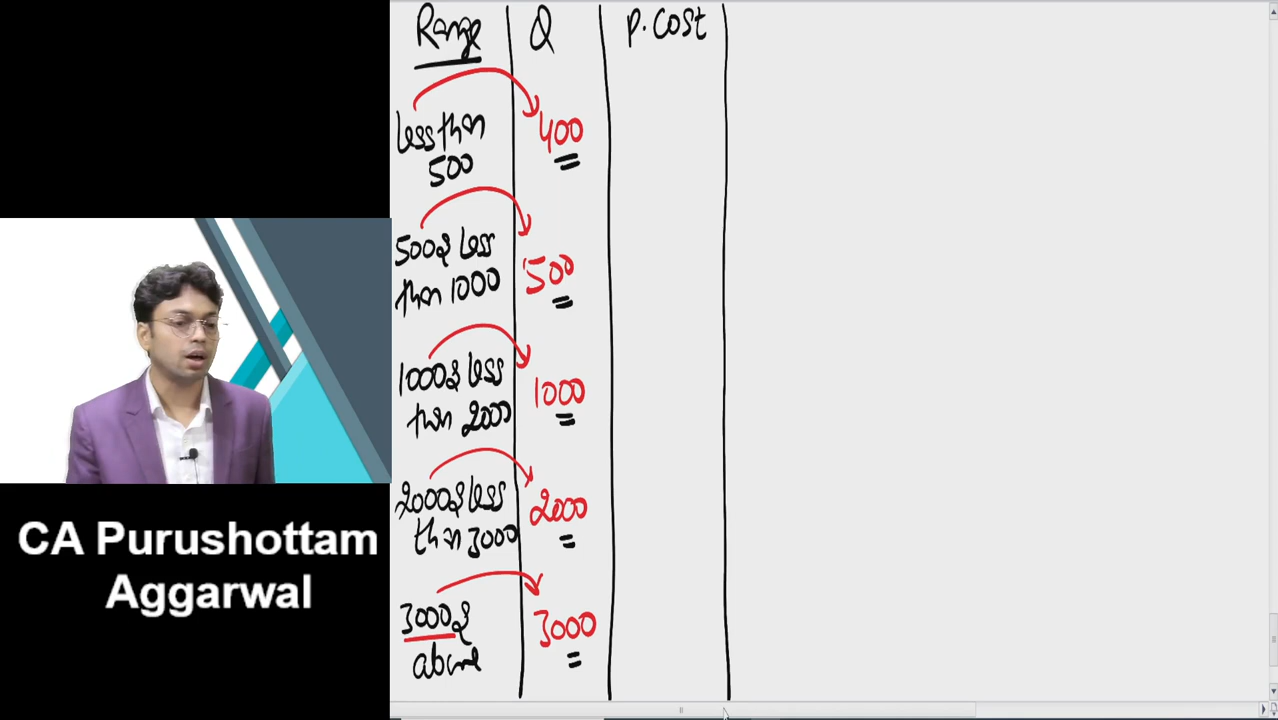 Range Q P. Cost
less than 400
500
500 & less 500
than 1000
1000 & less 1000
than 2000
2000 & less 2000
than 3000
3000 & 3000
above
CA Purushottam
Aggarwal